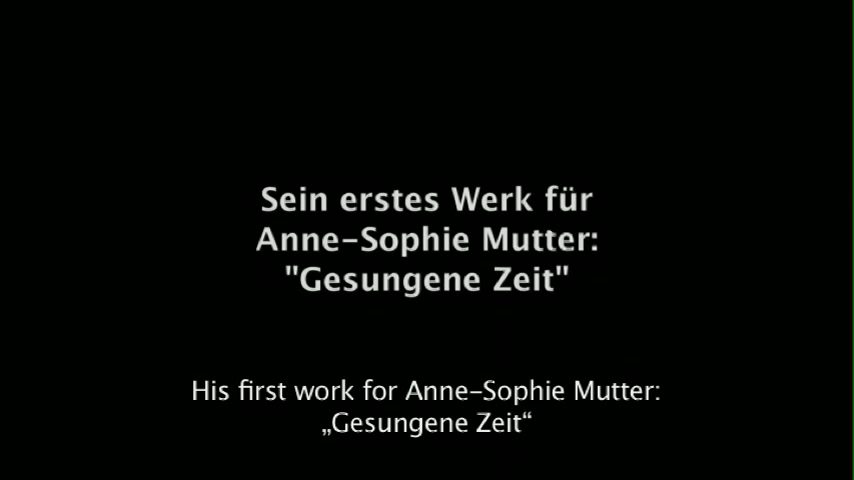 Sein erstes Werk für
Anne-Sophie Mutter:
"Gesungene Zeit"
His first work for Anne-Sophie Mutter:
„Gesungene Zeit“